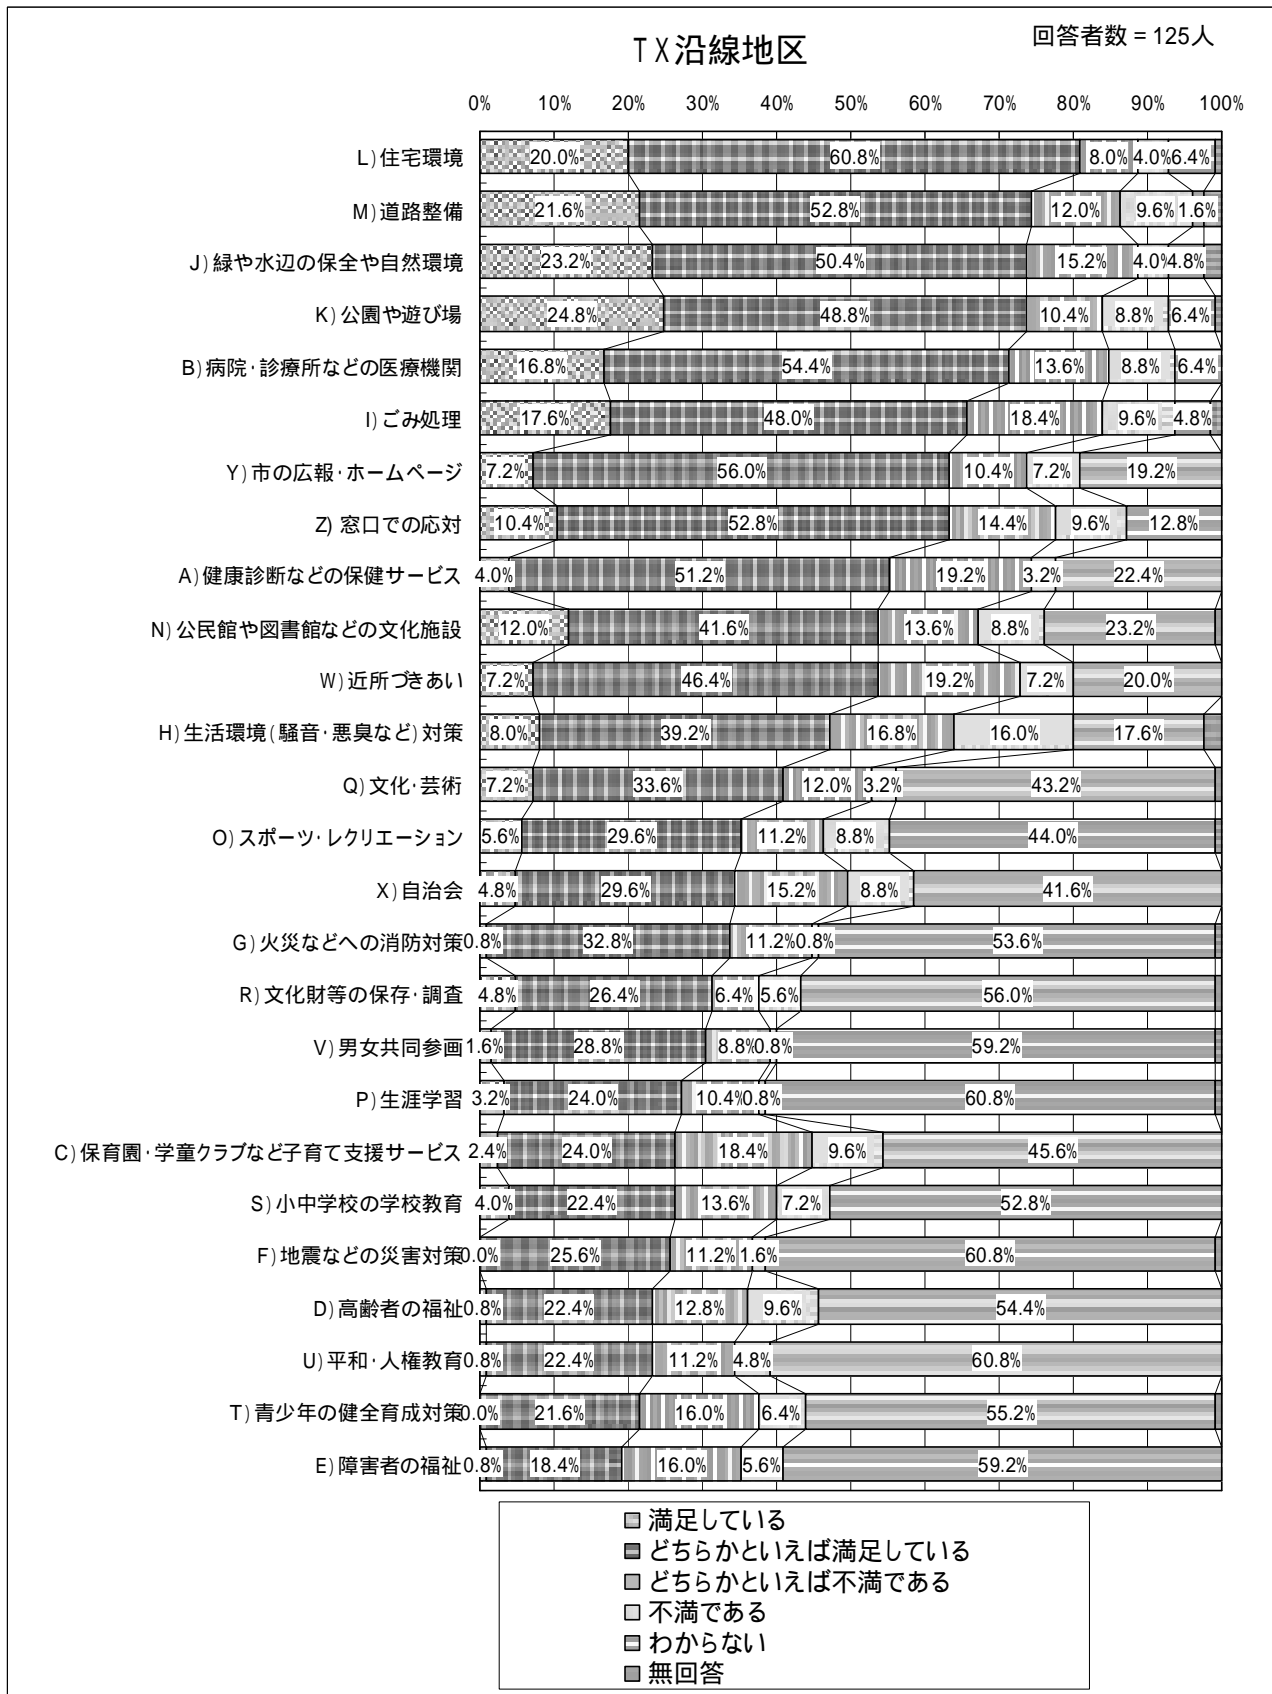 TX沿線地区
回答者数＝125人
0% 10% 20% 30% 40% 50% 60% 70% 80% 90% 100%
L)住宅環境 20.0% 60.8% 8.0% 4.0% 6.4%
M)道路整備 21.6% 52.8% 12.0% 9.6% 1.6%
J)緑や水辺の保全や自然環境 23.2% 50.4% 15.2% 4.0% 4.8%
K)公園や遊び場 24.8% 48.8% 10.4% 8.8% 6.4%
B)病院・診療所などの医療機関 16.8% 54.4% 13.6% 8.8% 6.4%
I)ごみ処理 17.6% 48.0% 18.4% 9.6% 4.8%
Y)市の広報・ホームページ 7.2% 56.0% 10.4% 7.2% 19.2%
Z)窓口での応対 10.4% 52.8% 14.4% 9.6% 12.8%
A)健康診断などの保健サービス 4.0% 51.2% 19.2% 3.2% 22.4%
N)公民館や図書館などの文化施設 12.0% 41.6% 13.6% 8.8% 23.2%
W)近所づきあい 7.2% 46.4% 19.2% 7.2% 20.0%
H)生活環境(騒音・悪臭など)対策 8.0% 39.2% 16.8% 16.0% 17.6%
Q)文化・芸術 7.2% 33.6% 12.0% 3.2% 43.2%
O)スポーツ・レクリエーション 5.6% 29.6% 11.2% 8.8% 44.0%
X)自治会 4.8% 29.6% 15.2% 8.8% 41.6%
G)火災などへの消防対策 0.8% 32.8% 11.2% 0.8% 53.6%
R)文化財等の保存・調査 4.8% 26.4% 6.4% 5.6% 56.0%
V)男女共同参画 1.6% 28.8% 8.8% 0.8% 59.2%
P)生涯学習 3.2% 24.0% 10.4% 0.8% 60.8%
C)保育園・学童クラブなど子育て支援サービス 2.4% 24.0% 18.4% 9.6% 45.6%
S)小中学校の学校教育 4.0% 22.4% 13.6% 7.2% 52.8%
F)地震などの災害対策 0.0% 25.6% 11.2% 1.6% 60.8%
D)高齢者の福祉 0.8% 22.4% 12.8% 9.6% 54.4%
U)平和・人権教育 0.8% 22.4% 11.2% 4.8% 60.8%
T)青少年の健全育成対策 0.0% 21.6% 16.0% 6.4% 55.2%
E)障害者の福祉 0.8% 18.4% 16.0% 5.6% 59.2%
満足している
どちらかといえば満足している
どちらかといえば不満である
不満である
わからない
無回答